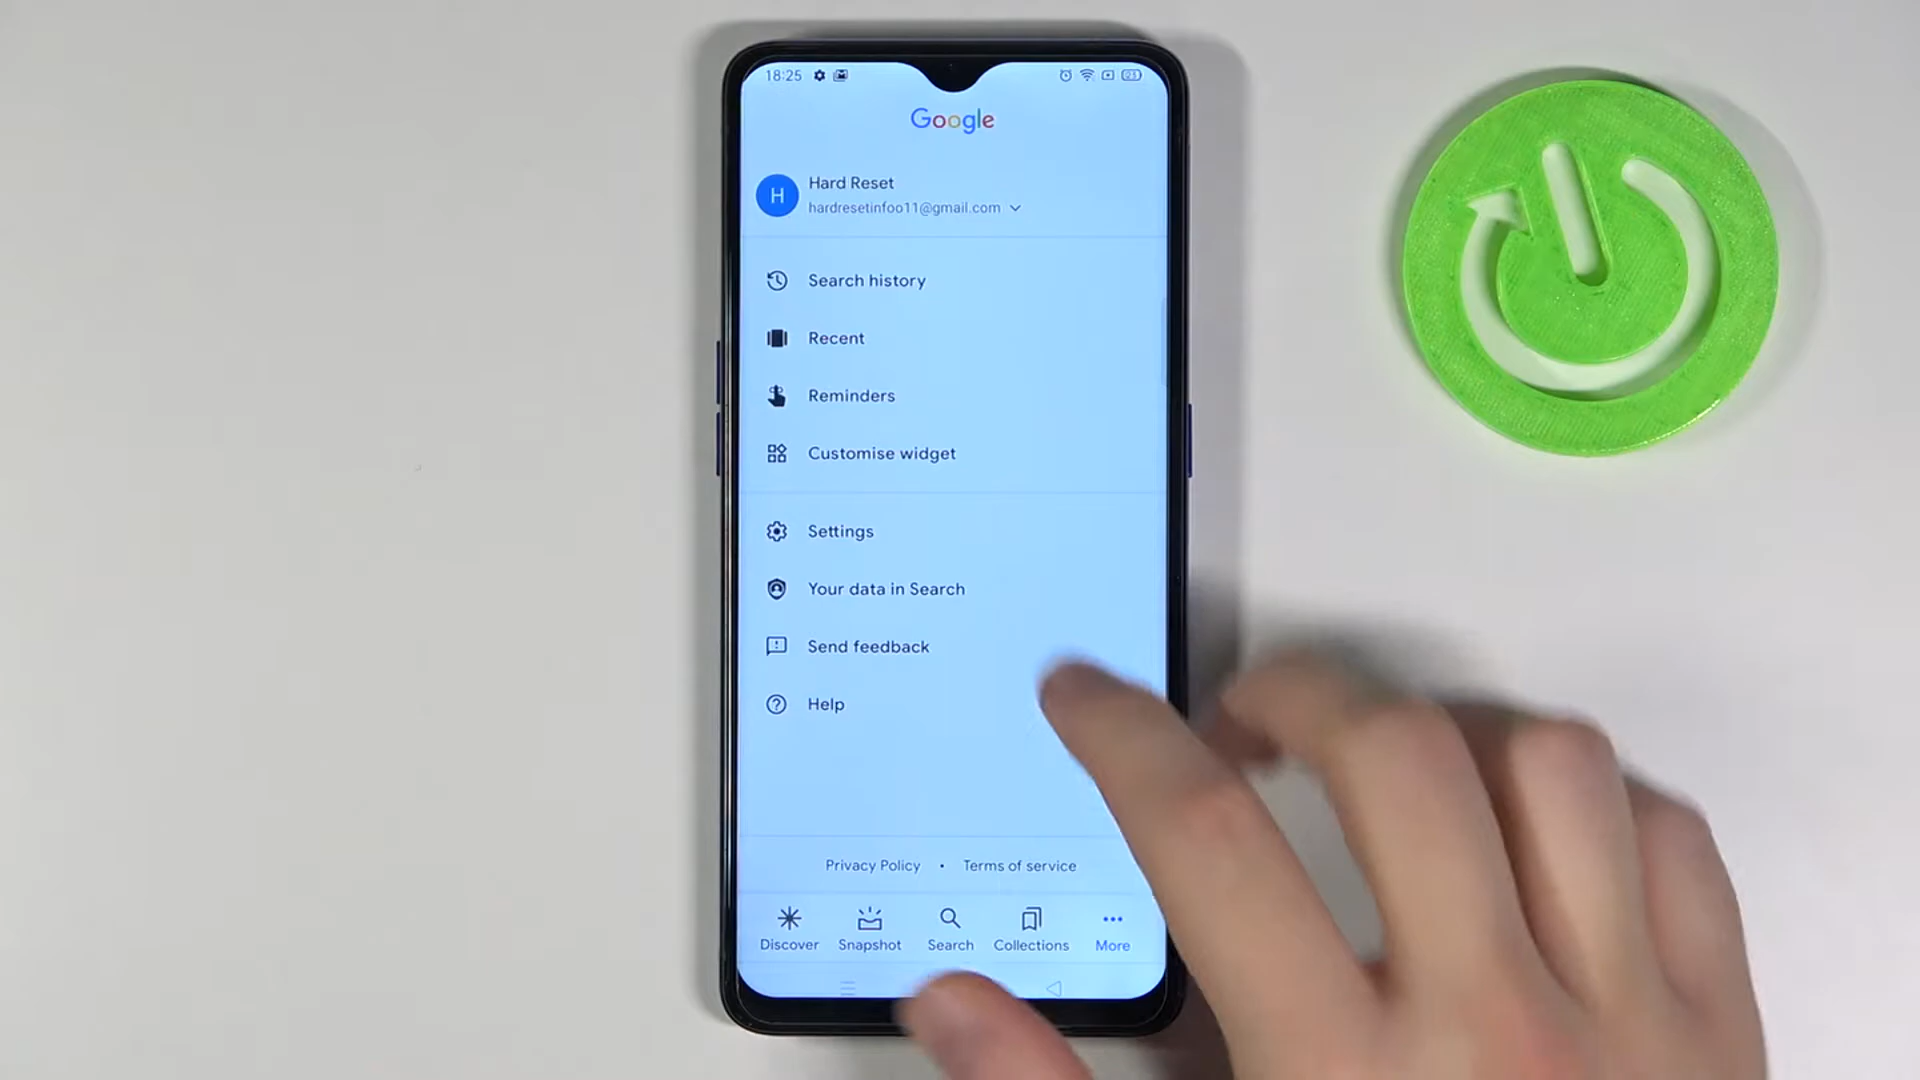 18:25
Google
H
Hard Reset
hardresetinfoo11@gmail.com
Search history
Recent
Reminders
Customise widget
Settings
Your data in Search
Send feedback
Help
Privacy Policy • Terms of service
Discover Snapshot Search Collections More